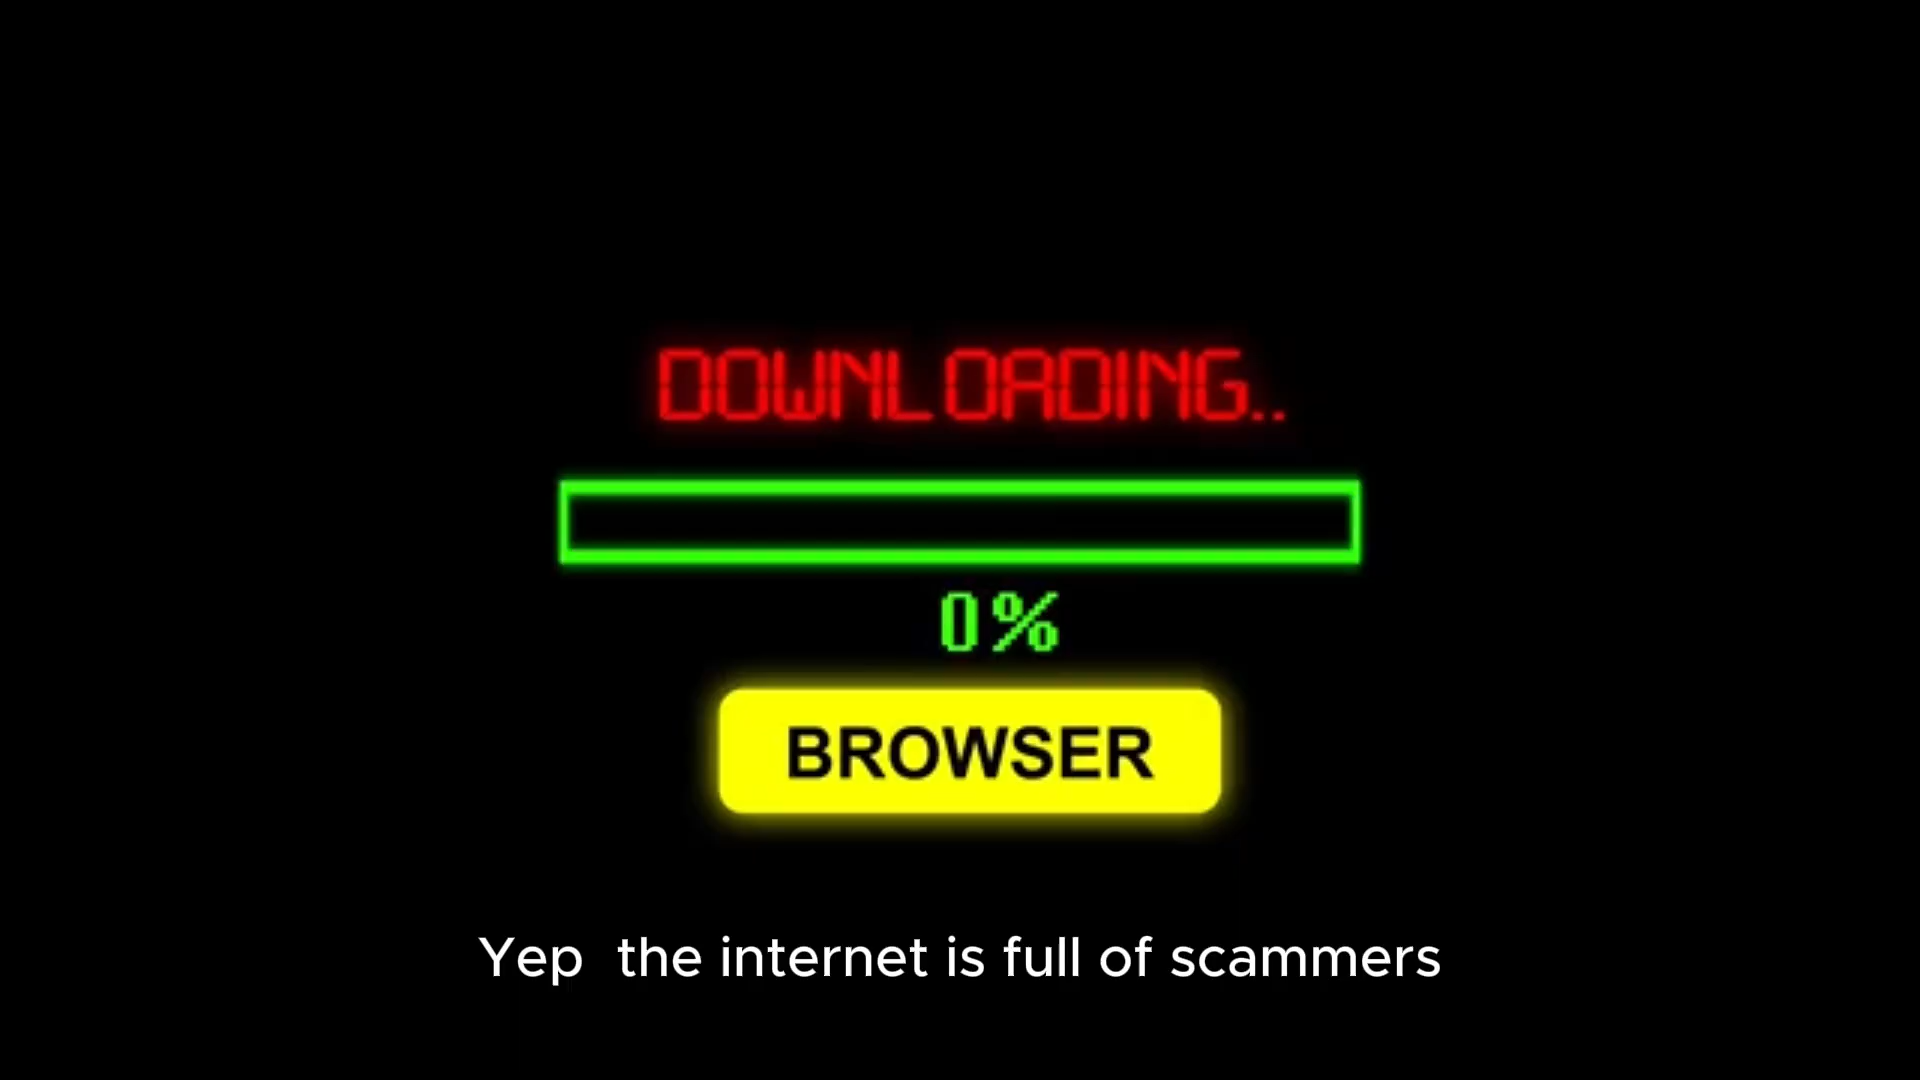 DOWNLOADING..
0%
BROWSER
Yep  the internet is full of scammers